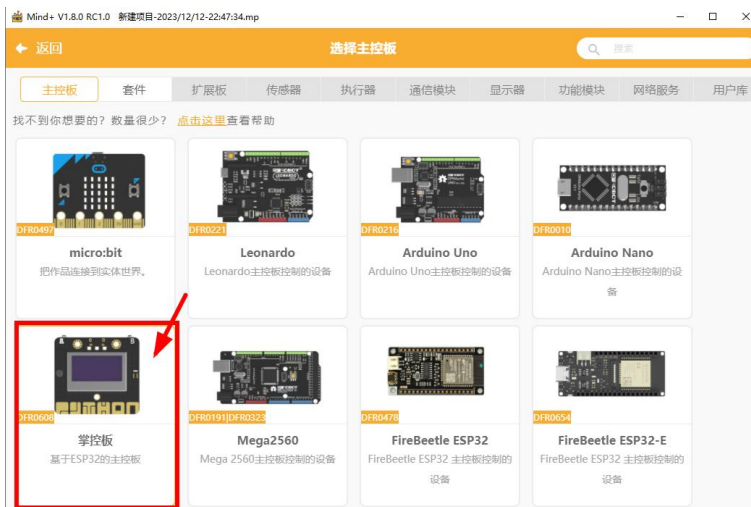 Mind+ V1.8.0 RC1.0 新建项目-2023/12/12-22:47:34.mp
返回
选择主控板
搜索
主控板 套件 扩展板 传感器 执行器 通信模块 显示器 功能模块 网络服务 用户库
找不到你想要的？数量很少？ 点击这里查看帮助
DFR0497
micro:bit
把作品连接到实体世界。
DFR0221
Leonardo
Leonardo主控板控制的设备
DFR0216
Arduino Uno
Arduino Uno主控板控制的设备
DFR0010
Arduino Nano
Arduino Nano主控板控制的设
备
A B
DFR0608
掌控板
基于ESP32的主控板
DFR0191|DFR0323
Mega2560
Mega 2560主控板控制的设备
DFR0478
FireBeetle ESP32
FireBeetle ESP32 主控板控制的
设备
DFR0654
FireBeetle ESP32-E
FireBeetle ESP32 主控板控制的
设备